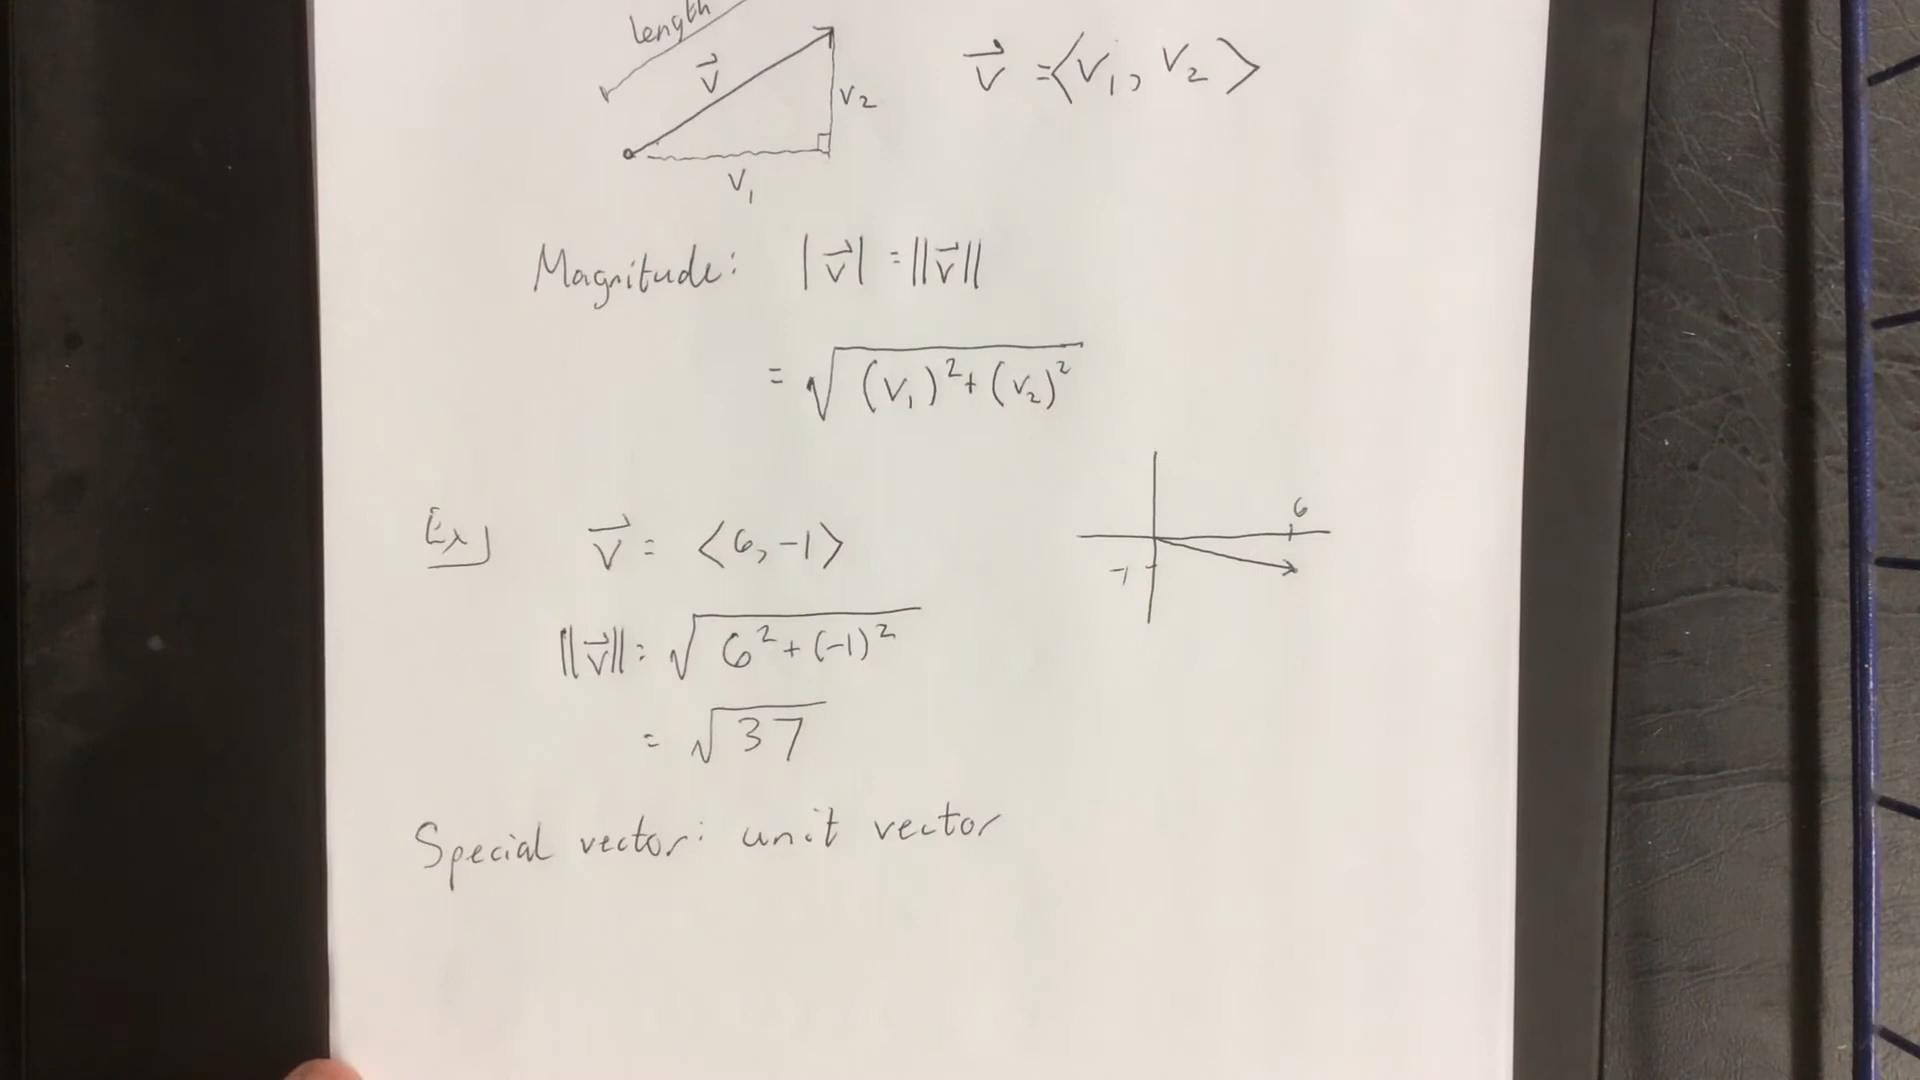 length
v⃗
v₂
v⃗ = ⟨v₁, v₂⟩
v₁
Magnitude: |v⃗| = ||v⃗||
= √((v₁)² + (v₂)²)
Ex)
v⃗ = ⟨6, -1⟩
6
-1
||v⃗|| = √(6² + (-1)²)
= √37
Special vector: unit vector